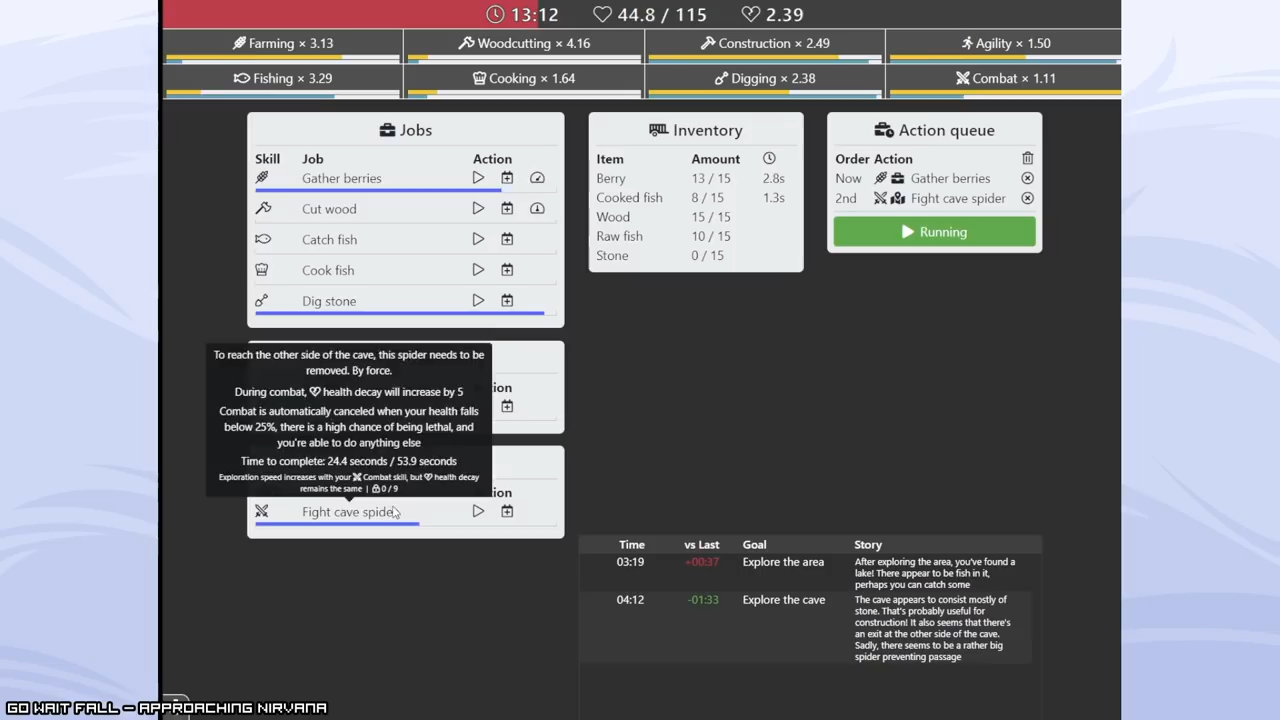 13:12 44.8 / 115 2.39
Farming × 3.13 Woodcutting × 4.16 Construction × 2.49 Agility × 1.50
Fishing × 3.29 Cooking × 1.64 Digging × 2.38 Combat × 1.11
Jobs
Skill Job Action
Gather berries
Cut wood
Catch fish
Cook fish
Dig stone
Inventory
Item Amount
Berry 13 / 15 2.8s
Cooked fish 8 / 15 1.3s
Wood 15 / 15
Raw fish 10 / 15
Stone 0 / 15
Action queue
Order Action
Now Gather berries
2nd Fight cave spider
Running
To reach the other side of the cave, this spider needs to be
removed. By force.
During combat, health decay will increase by 5
Combat is automatically canceled when your health falls
below 25%, there is a high chance of being lethal, and
you're able to do anything else
Time to complete: 24.4 seconds / 53.9 seconds
Exploration speed increases with your Combat skill, but health decay
remains the same | 0 / 9
ion
ion
Fight cave spider
Time vs Last Goal Story
03:19 +00:37 Explore the area After exploring the area, you've found a
lake! There appear to be fish in it,
perhaps you can catch some
04:12 -01:33 Explore the cave The cave appears to consist mostly of
stone. That's probably useful for
construction! It also seems that there's
an exit at the other side of the cave.
Sadly, there seems to be a rather big
spider preventing passage
GO WAIT FALL – APPROACHING NIRVANA